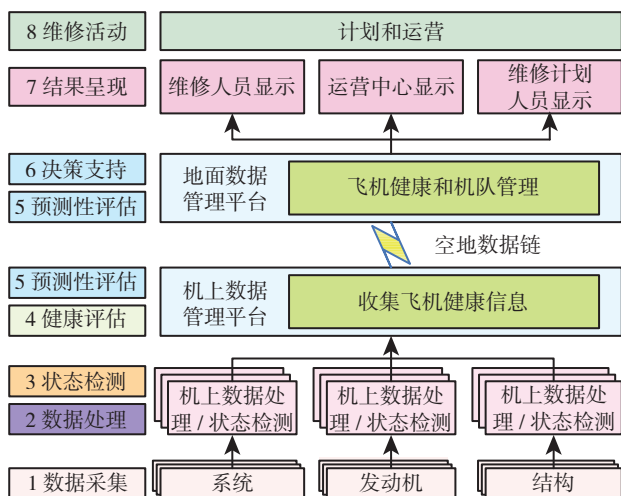 8 维修活动
计划和运营
7 结果呈现
维修人员显示
运营中心显示
维修计划
人员显示
6 决策支持
5 预测性评估
地面数据
管理平台
飞机健康和机队管理
空地数据链
5 预测性评估
4 健康评估
机上数据
管理平台
收集飞机健康信息
3 状态检测
2 数据处理
机上数据处
理 / 状态检测
机上数据处
理 / 状态检测
机上数据处
理 / 状态检测
1 数据采集
系统
发动机
结构